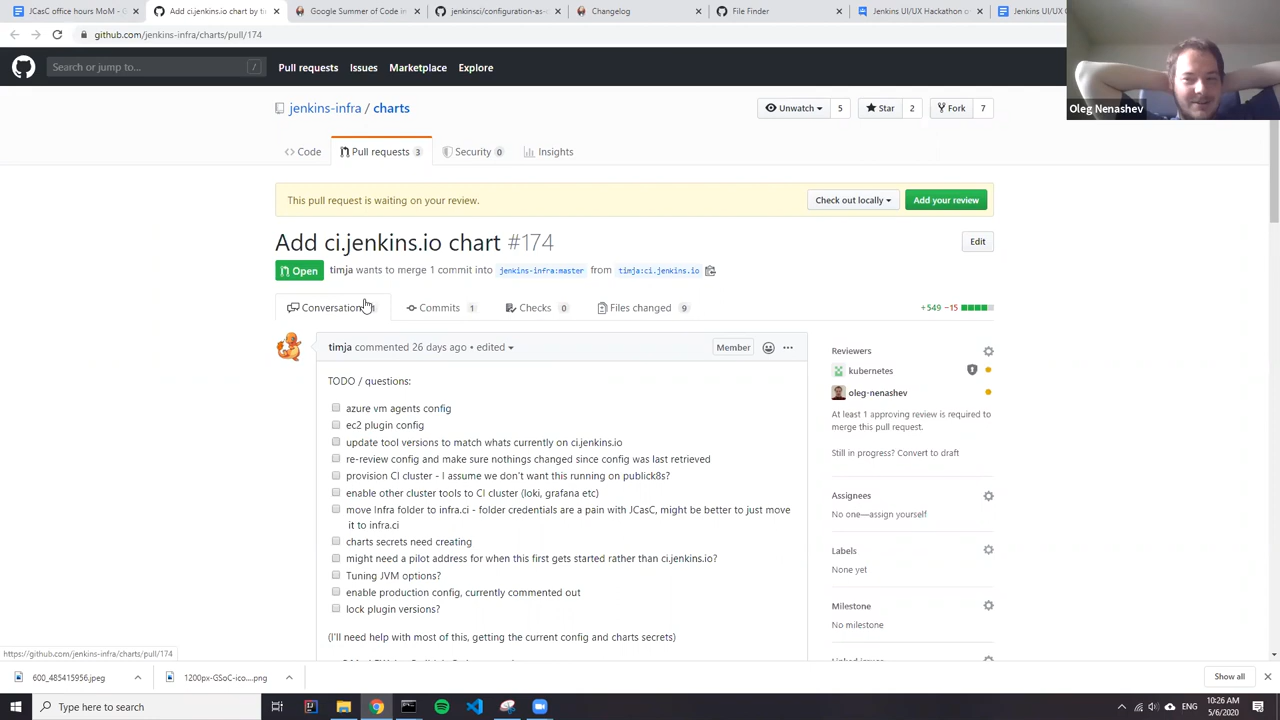 JCasC office hours MoM - G
Add ci.jenkins.io chart by ti
Google Summer of Code in
jenkinsci/configuration-as-
Changelog
File Finder
Jenkins UI/UX Hackathon o
Jenkins UI/UX
github.com/jenkins-infra/charts/pull/174
Oleg Nenashev
Search or jump to...
/
Pull requests
Issues
Marketplace
Explore
jenkins-infra / charts
Unwatch
5
Star
2
Fork
7
Code
Pull requests 3
Security 0
Insights
This pull request is waiting on your review.
Check out locally
Add your review
Add ci.jenkins.io chart #174
Edit
Open
timja wants to merge 1 commit into jenkins-infra:master from timja:ci.jenkins.io
Conversation
Commits 1
Checks 0
Files changed 9
+549 −15
timja commented 26 days ago • edited
Member
TODO / questions:
azure vm agents config
ec2 plugin config
update tool versions to match whats currently on ci.jenkins.io
re-review config and make sure nothings changed since config was last retrieved
provision CI cluster - I assume we don't want this running on publick8s?
enable other cluster tools to CI cluster (loki, grafana etc)
move Infra folder to infra.ci - folder credentials are a pain with JCasC, might be better to just move
it to infra.ci
charts secrets need creating
might need a pilot address for when this first gets started rather than ci.jenkins.io?
Tuning JVM options?
enable production config, currently commented out
lock plugin versions?
(I'll need help with most of this, getting the current config and charts secrets)
Reviewers
kubernetes
oleg-nenashev
At least 1 approving review is required to
merge this pull request.
Still in progress? Convert to draft
Assignees
No one—assign yourself
Labels
None yet
Milestone
No milestone
https://github.com/jenkins-infra/charts/pull/174
600_485415956.jpeg
1200px-GSoC-ico....png
Show all
Type here to search
ENG
10:26 AM
5/6/2020